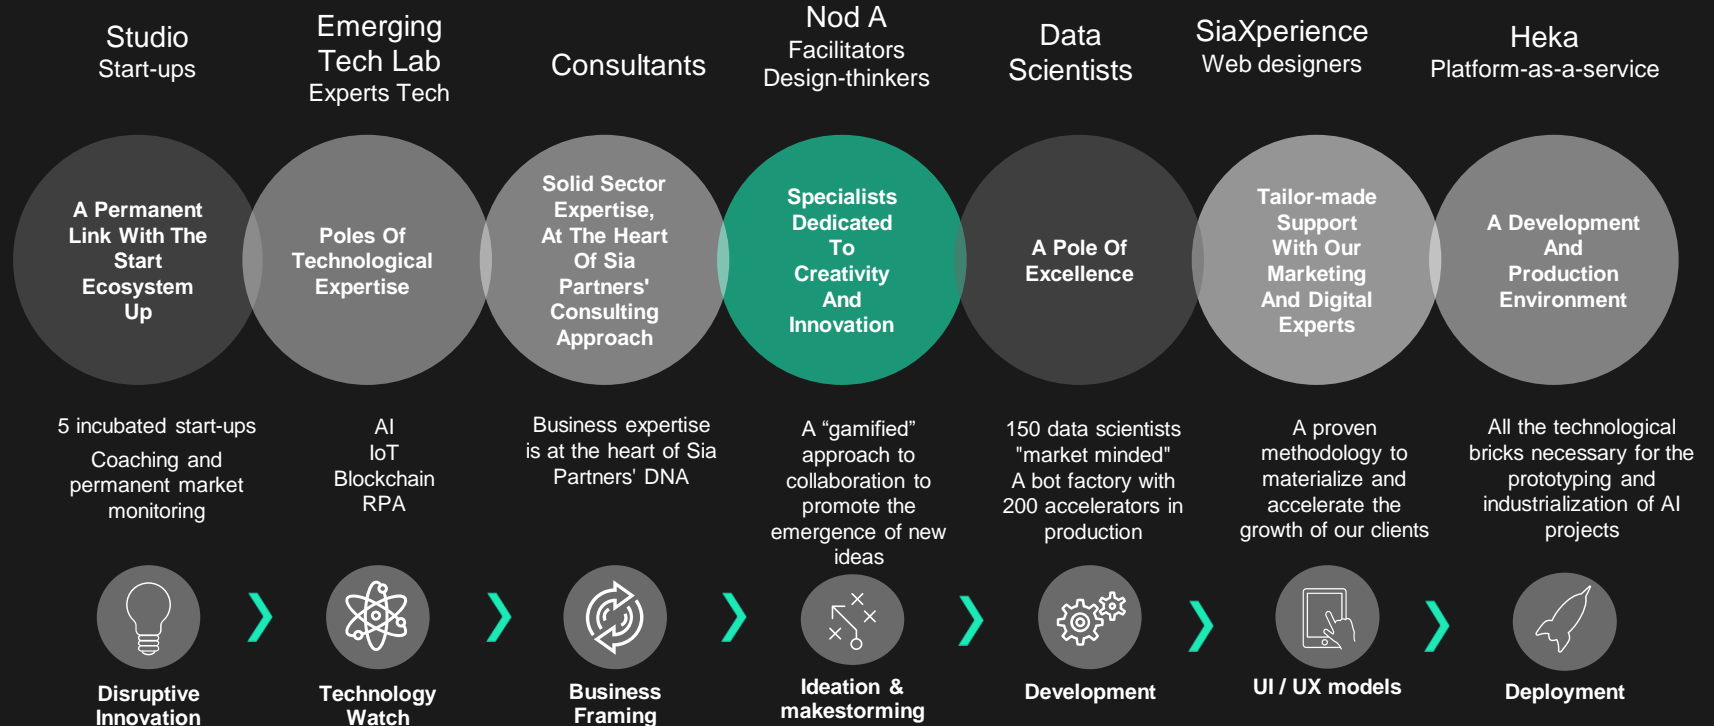 Studio
Start-ups
Emerging
Tech Lab
Experts Tech
Consultants
Nod A
Facilitators
Design-thinkers
Data
Scientists
SiaXperience
Web designers
Heka
Platform-as-a-service
A Permanent
Link With The
Start
Ecosystem
Up
Poles Of
Technological
Expertise
Solid Sector
Expertise,
At The Heart
Of Sia
Partners'
Consulting
Approach
Specialists
Dedicated
To
Creativity
And
Innovation
A Pole Of
Excellence
Tailor-made
Support
With Our
Marketing
And Digital
Experts
A Development
And
Production
Environment
5 incubated start-ups
Coaching and
permanent market
monitoring
AI
IoT
Blockchain
RPA
Business expertise
is at the heart of Sia
Partners' DNA
A “gamified”
approach to
collaboration to
promote the
emergence of new
ideas
150 data scientists
"market minded"
A bot factory with
200 accelerators in
production
A proven
methodology to
materialize and
accelerate the
growth of our clients
All the technological
bricks necessary for the
prototyping and
industrialization of AI
projects
Disruptive
Innovation
Technology
Watch
Business
Framing
Ideation &
makestorming
Development
UI / UX models
Deployment